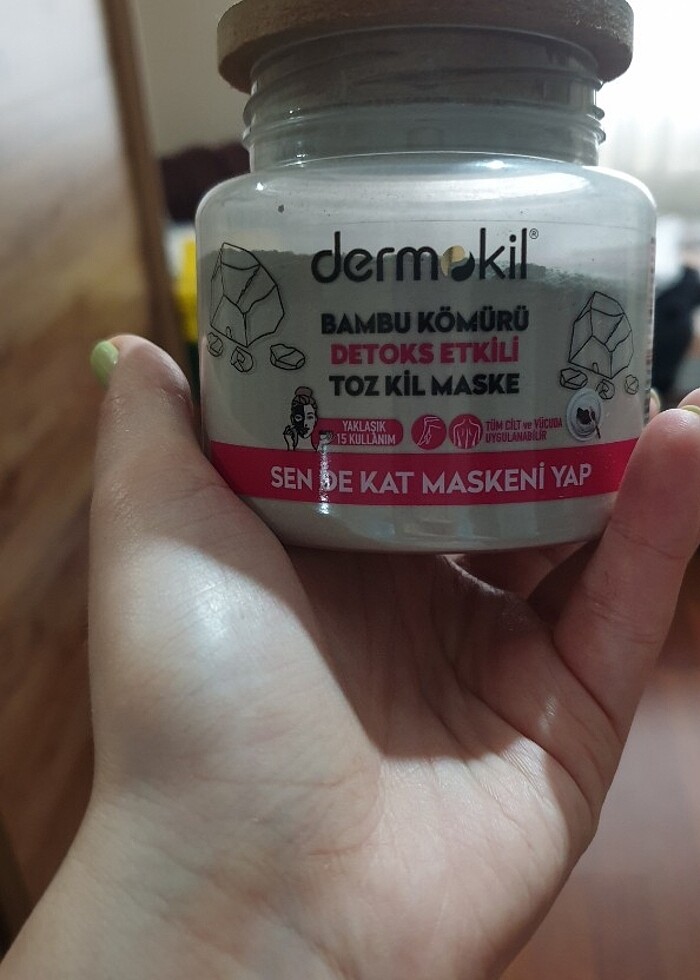 dermokil®
BAMBU KÖMÜRÜ
DETOKS ETKİLİ
TOZ KİL MASKE
YAKLAŞIK
15 KULLANIM
TÜM CİLT ve VÜCUDA
UYGULANABİLİR
SEN DE KAT MASKENİ YAP